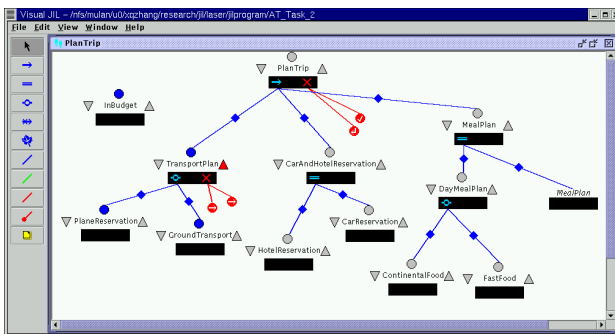 Visual JIL – /nfs/mulan/u0/xqzhang/research/jil/laser/jilprogram/AT_Task_2
File Edit View Window Help
PlanTrip
PlanTrip
InBudget
MealPlan
TransportPlan
CarAndHotelReservation
DayMealPlan
MealPlan
PlaneReservation
GroundTransport
HotelReservation
CarReservation
ContinentalFood
FastFood